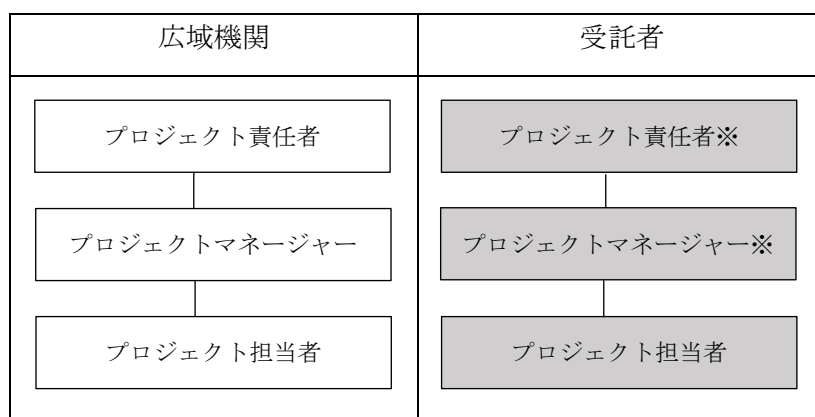 広域機関
受託者
プロジェクト責任者
プロジェクト責任者※
プロジェクトマネージャー
プロジェクトマネージャー※
プロジェクト担当者
プロジェクト担当者